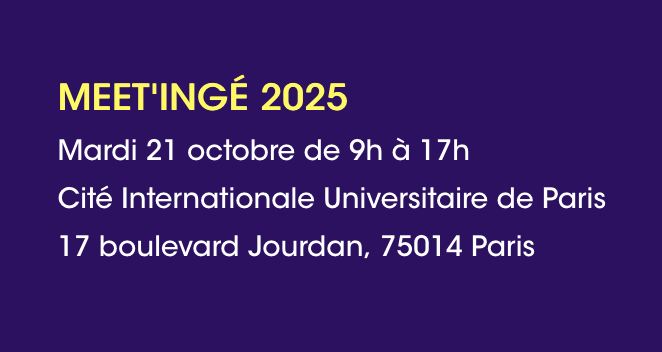 MEET'INGÉ 2025
Mardi 21 octobre de 9h à 17h
Cité Internationale Universitaire de Paris
17 boulevard Jourdan, 75014 Paris